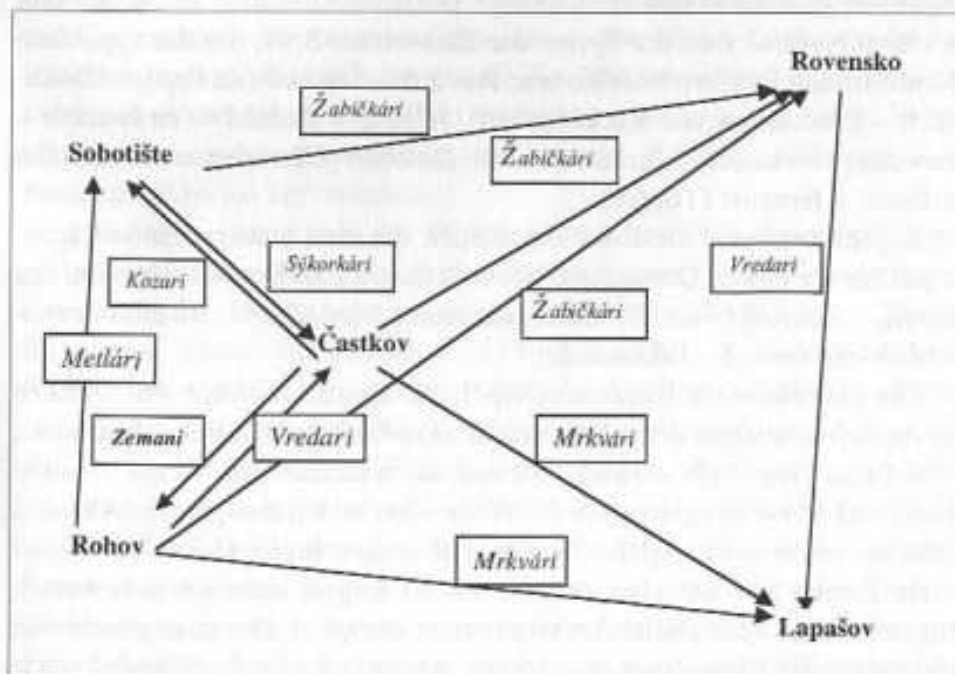 Rovensko
Žabičkári
Sobotište
Žabičkári
Kozari
Sýkorkári
Vredari
Žabičkári
Častkov
Metlári
Zemani
Vredari
Mrkvári
Rohov
Mrkvári
Lapašov